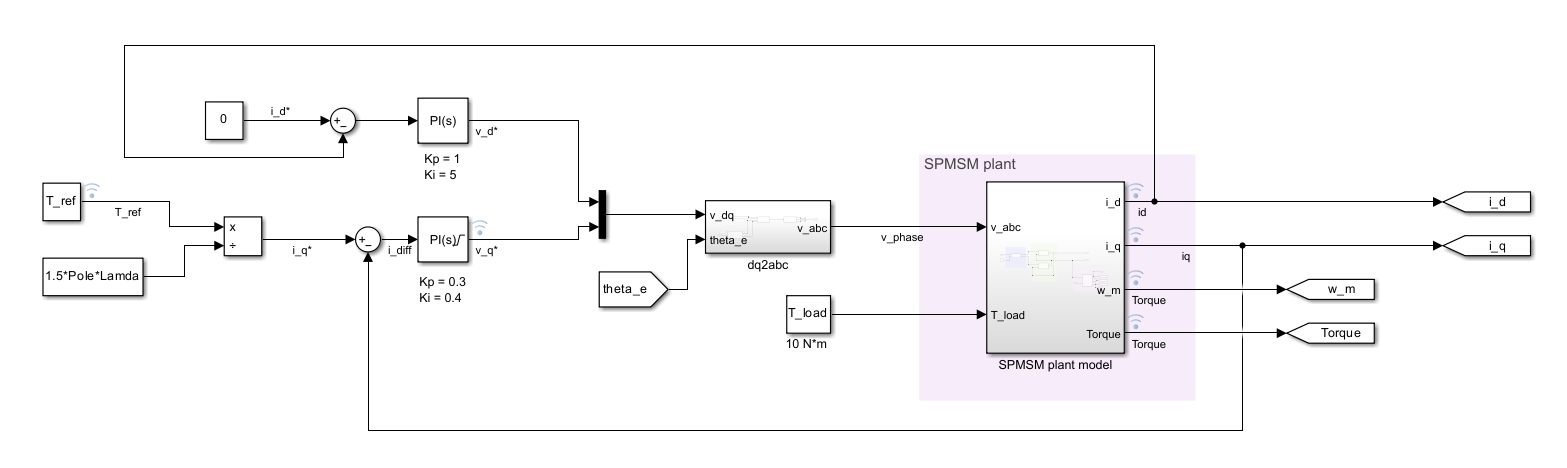 0
i_d*
+
−
PI(s)
v_d*
Kp = 1
Ki = 5
SPMSM plant
T_ref
T_ref
x
÷
i_q*
1.5*Pole*Lamda
+
−
i_diff
PI(s)
v_q*
Kp = 0.3
Ki = 0.4
v_dq
theta_e
v_abc
dq2abc
theta_e
v_phase
T_load
10 N*m
v_abc
T_load
i_d
i_q
w_m
Torque
SPMSM plant model
id
iq
Torque
Torque
i_d
i_q
w_m
Torque